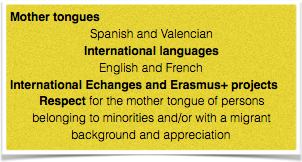 Mother tongues
Spanish and Valencian
International languages
English and French
International Echanges and Erasmus+ projects
Respect for the mother tongue of persons
belonging to minorities and/or with a migrant
background and appreciation